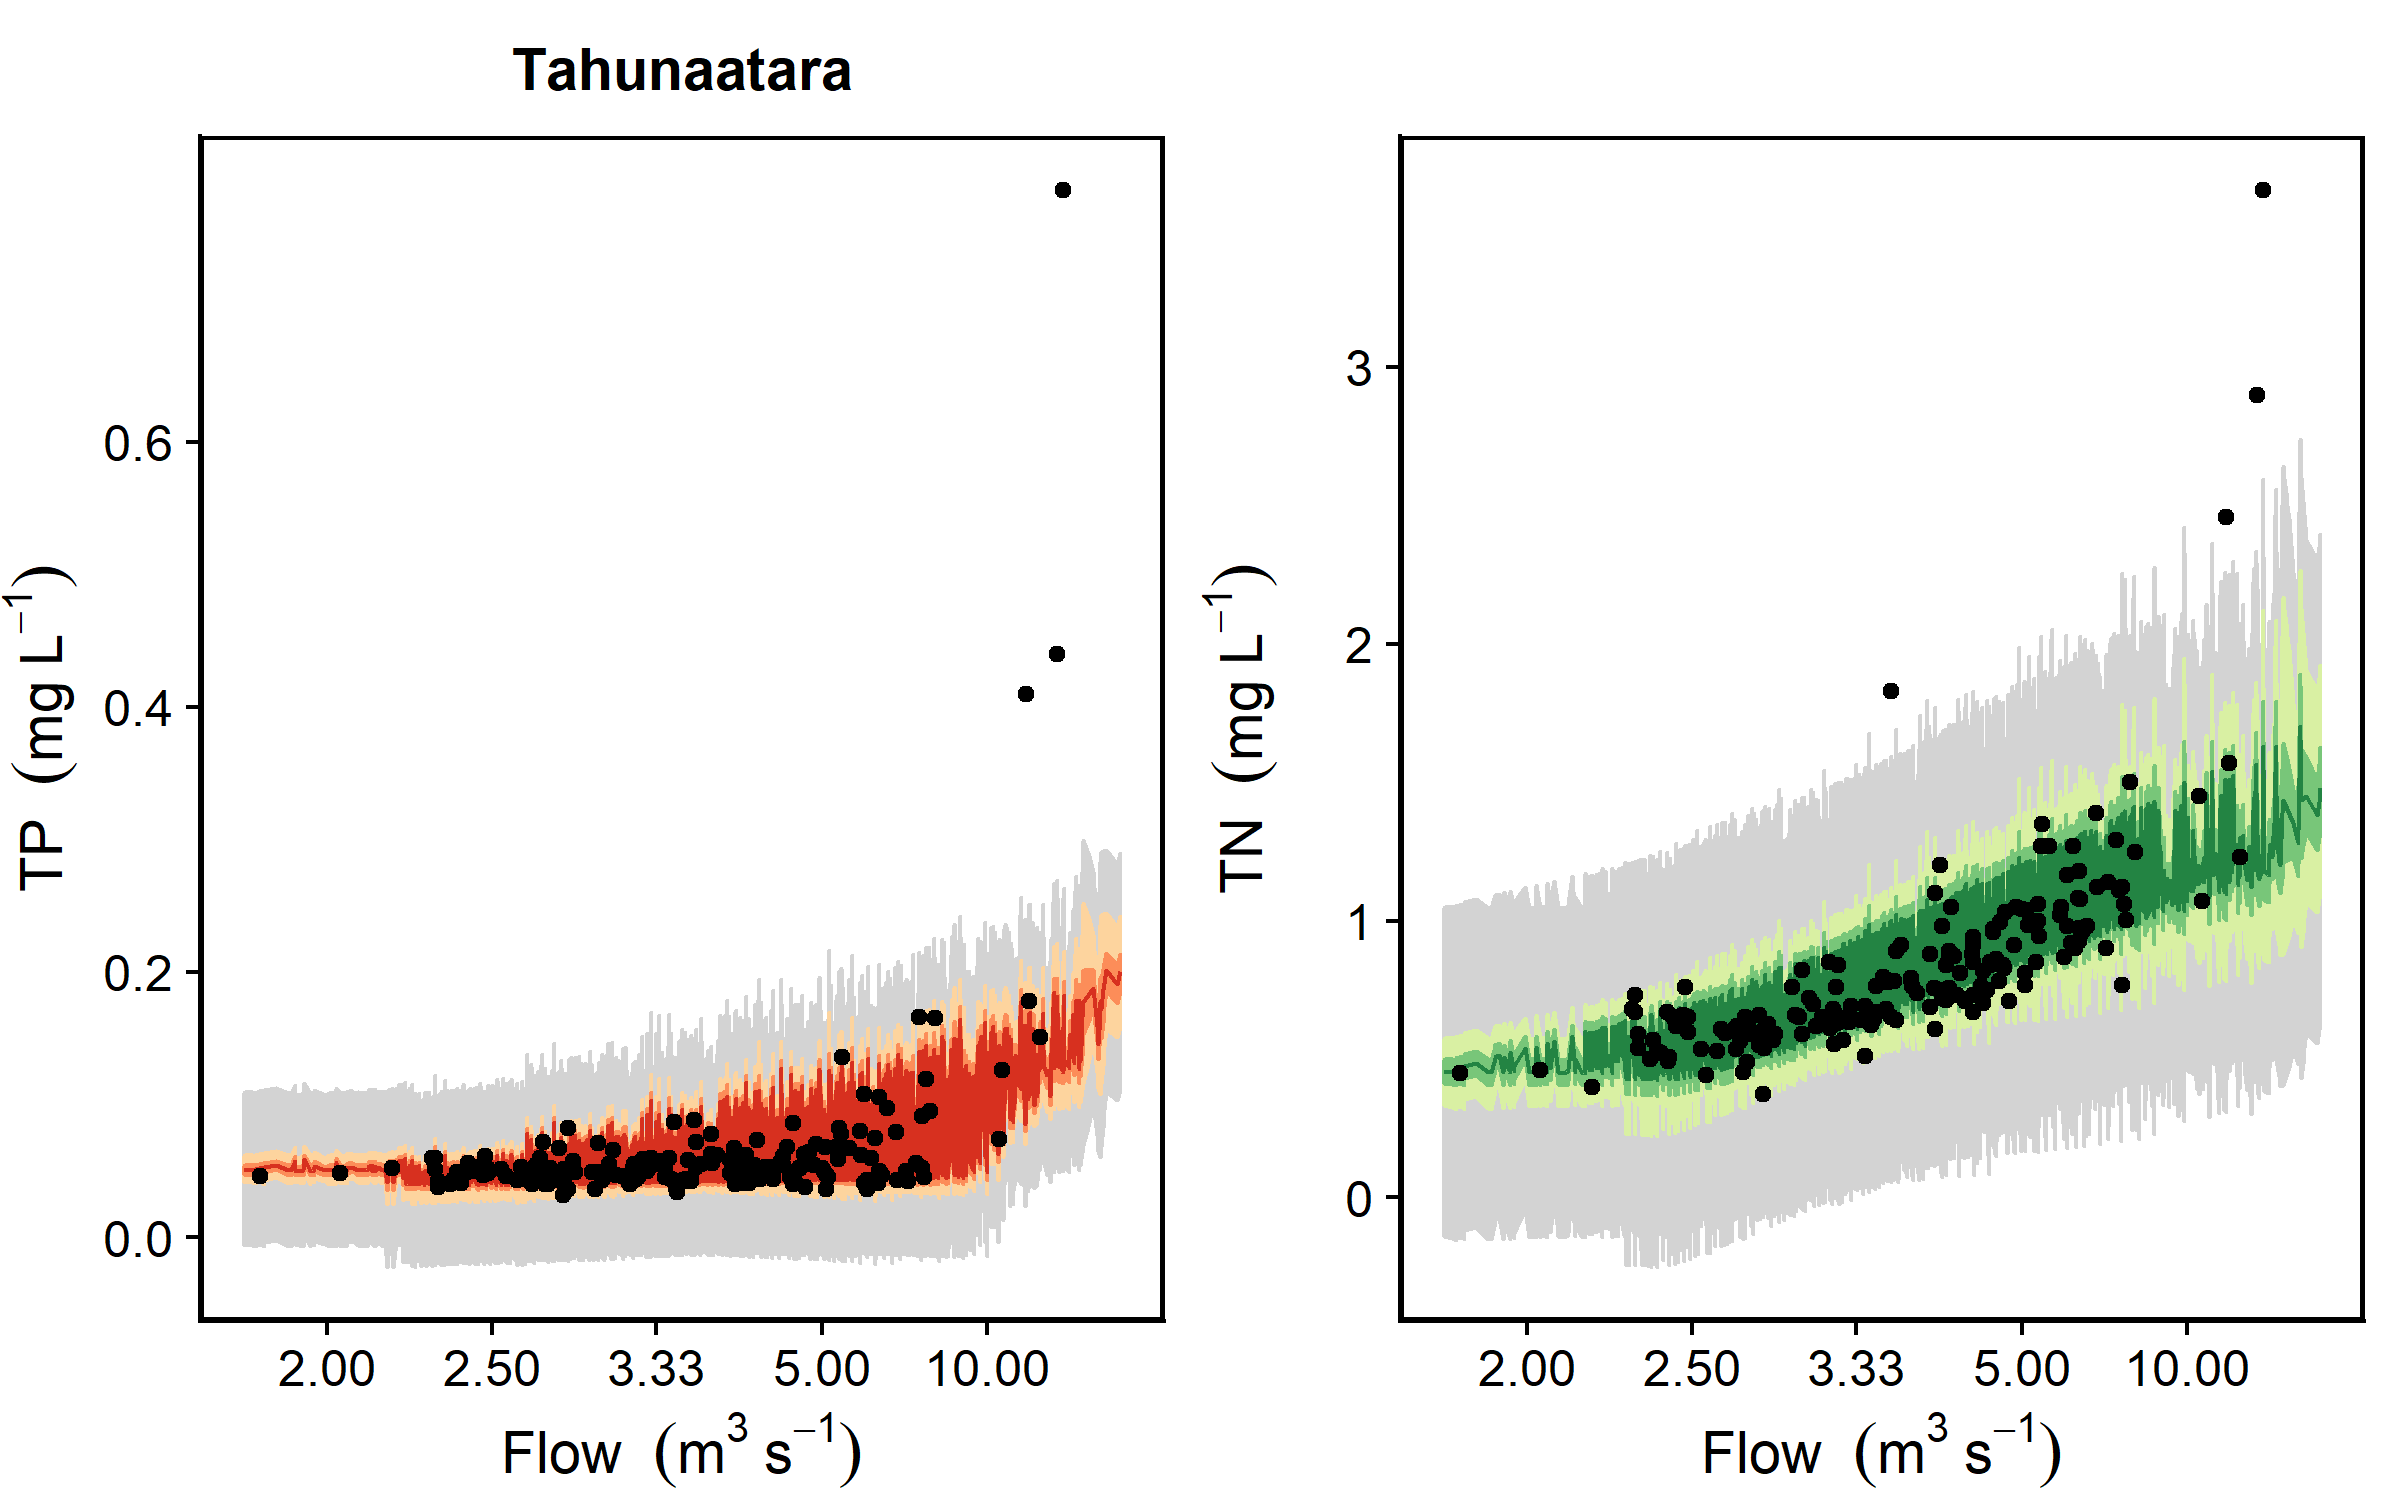 Tahunaatara
TP (mg L⁻¹)
0.6
0.4
0.2
0.0
2.00 2.50 3.33 5.00 10.00
Flow (m³ s⁻¹)
TN (mg L⁻¹)
3
2
1
0
2.00 2.50 3.33 5.00 10.00
Flow (m³ s⁻¹)